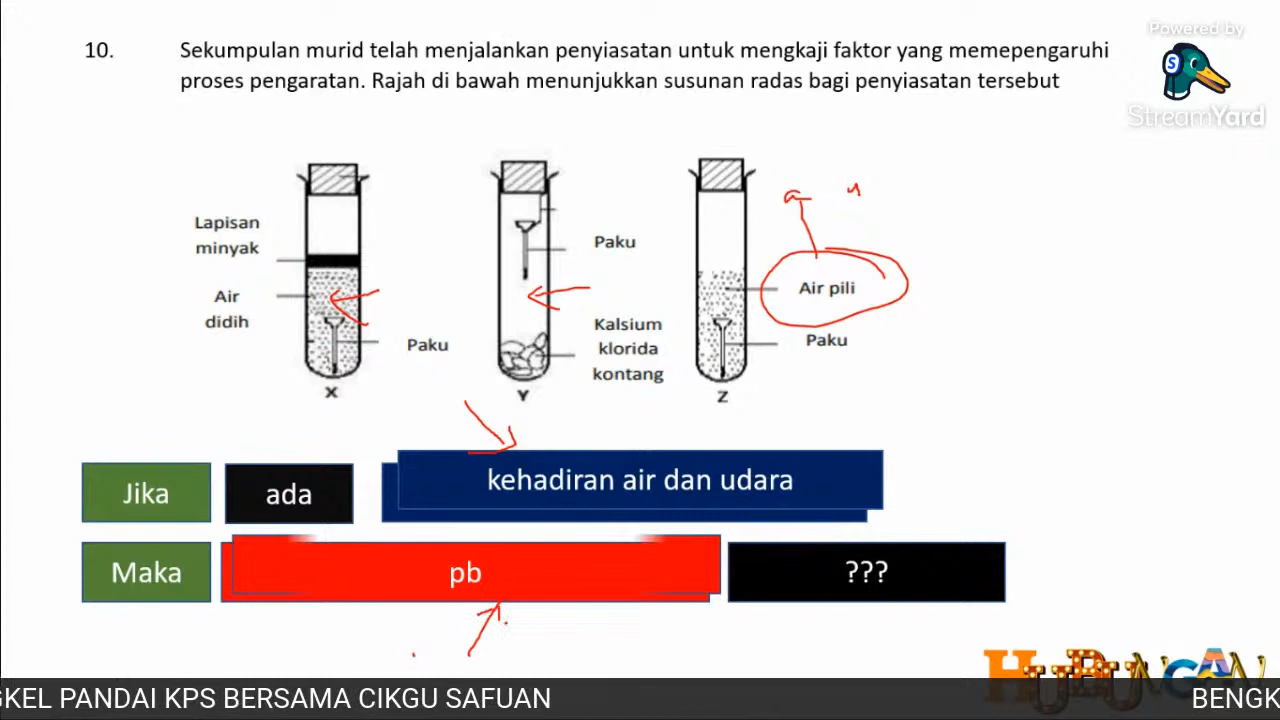 Powered by
StreamYard
10. Sekumpulan murid telah menjalankan penyiasatan untuk mengkaji faktor yang memepengaruhi
proses pengaratan. Rajah di bawah menunjukkan susunan radas bagi penyiasatan tersebut
Lapisan
minyak
Air
didih
Paku
X
Paku
Kalsium
klorida
kontang
Y
Air pili
Paku
Z
Jika ada kehadiran air dan udara
Maka pb ???
HUBUNGAN
GKEL PANDAI KPS BERSAMA CIKGU SAFUAN BENGK